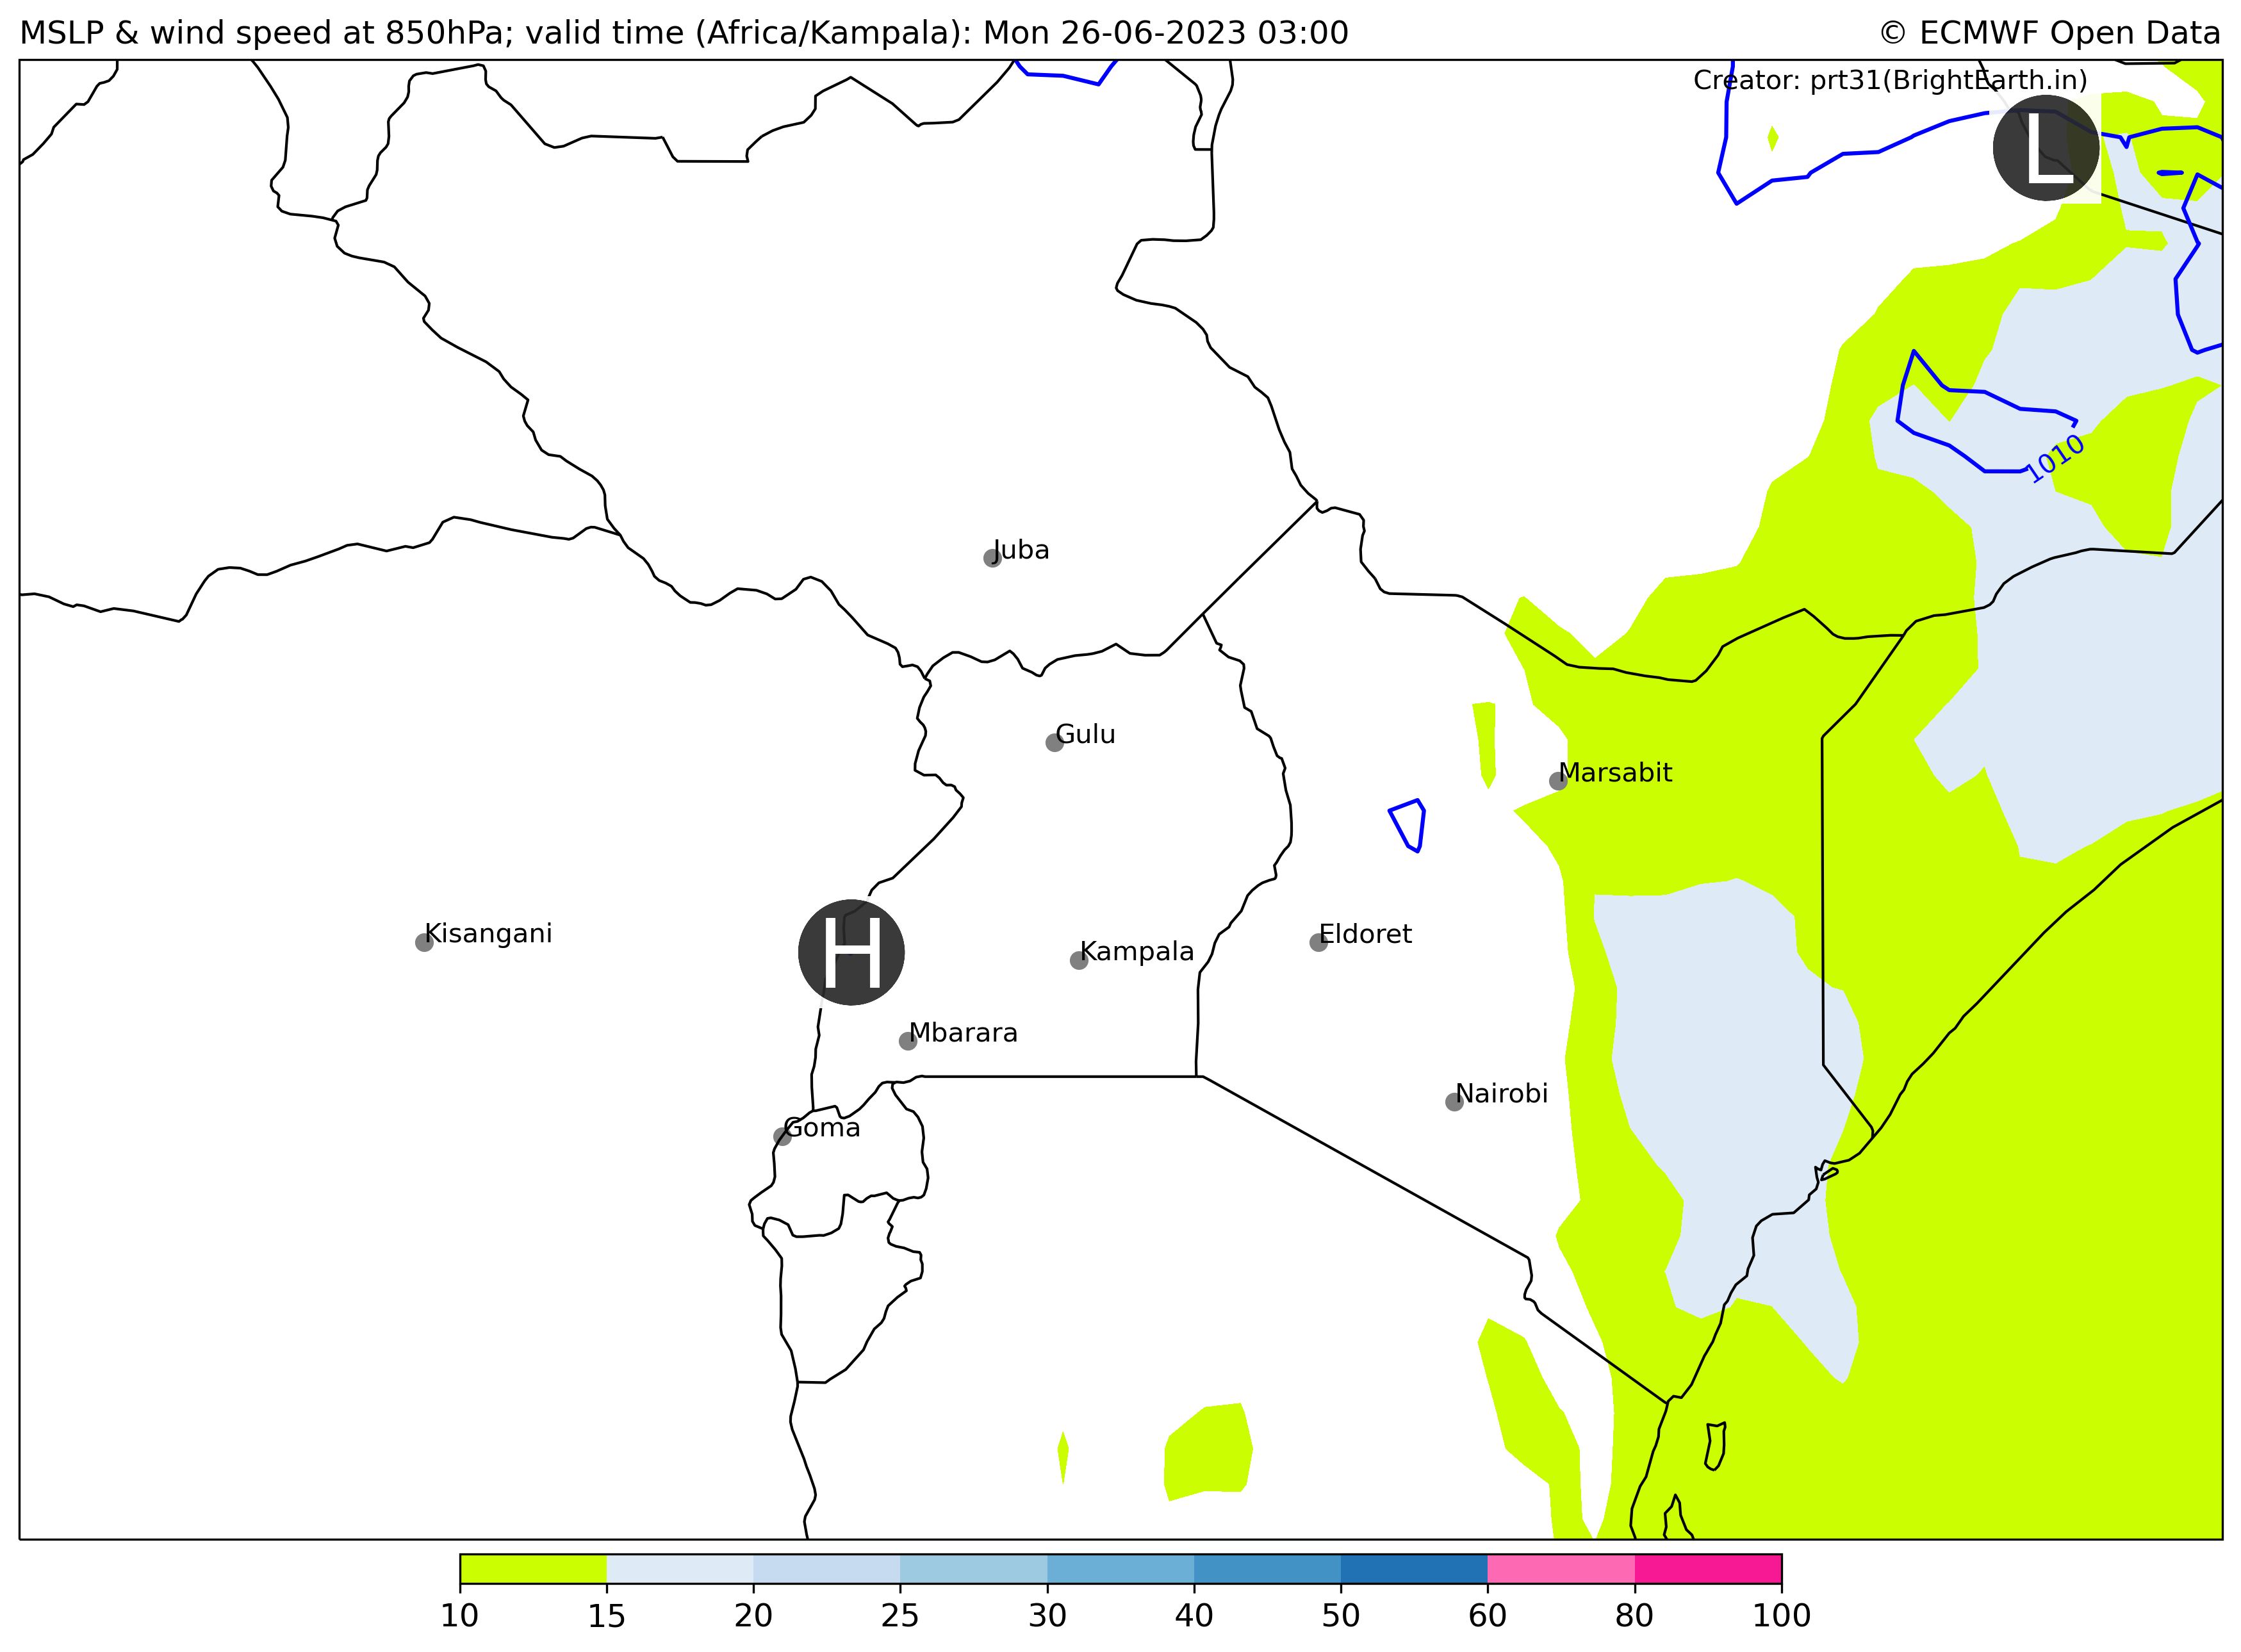 MSLP & wind speed at 850hPa; valid time (Africa/Kampala): Mon 26-06-2023 03:00
© ECMWF Open Data
Creator: prt31(BrightEarth.in)
L
1010
Juba
Gulu
Marsabit
Kisangani
H
Kampala
Eldoret
Mbarara
Nairobi
Goma
10 15 20 25 30 40 50 60 80 100